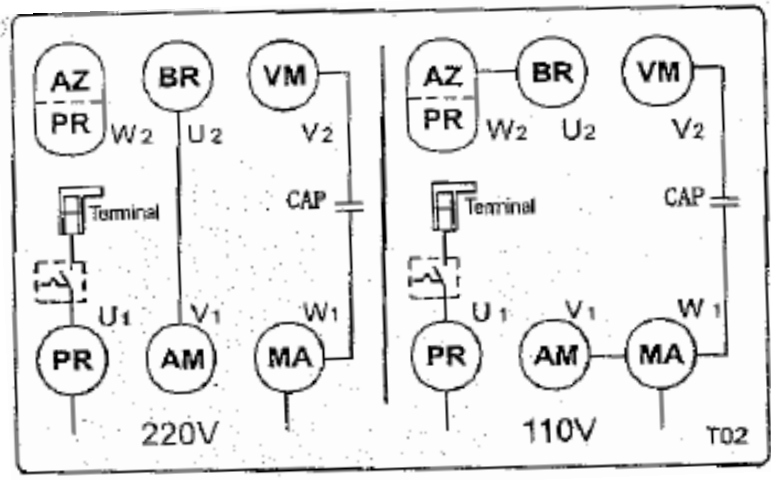 AZ BR VM AZ BR VM
PR W2 U2 V2 PR W2 U2 V2
Terminal CAP Terminal CAP
U1 V1 W1 U1 V1 W1
PR AM MA PR AM MA
220V 110V T02